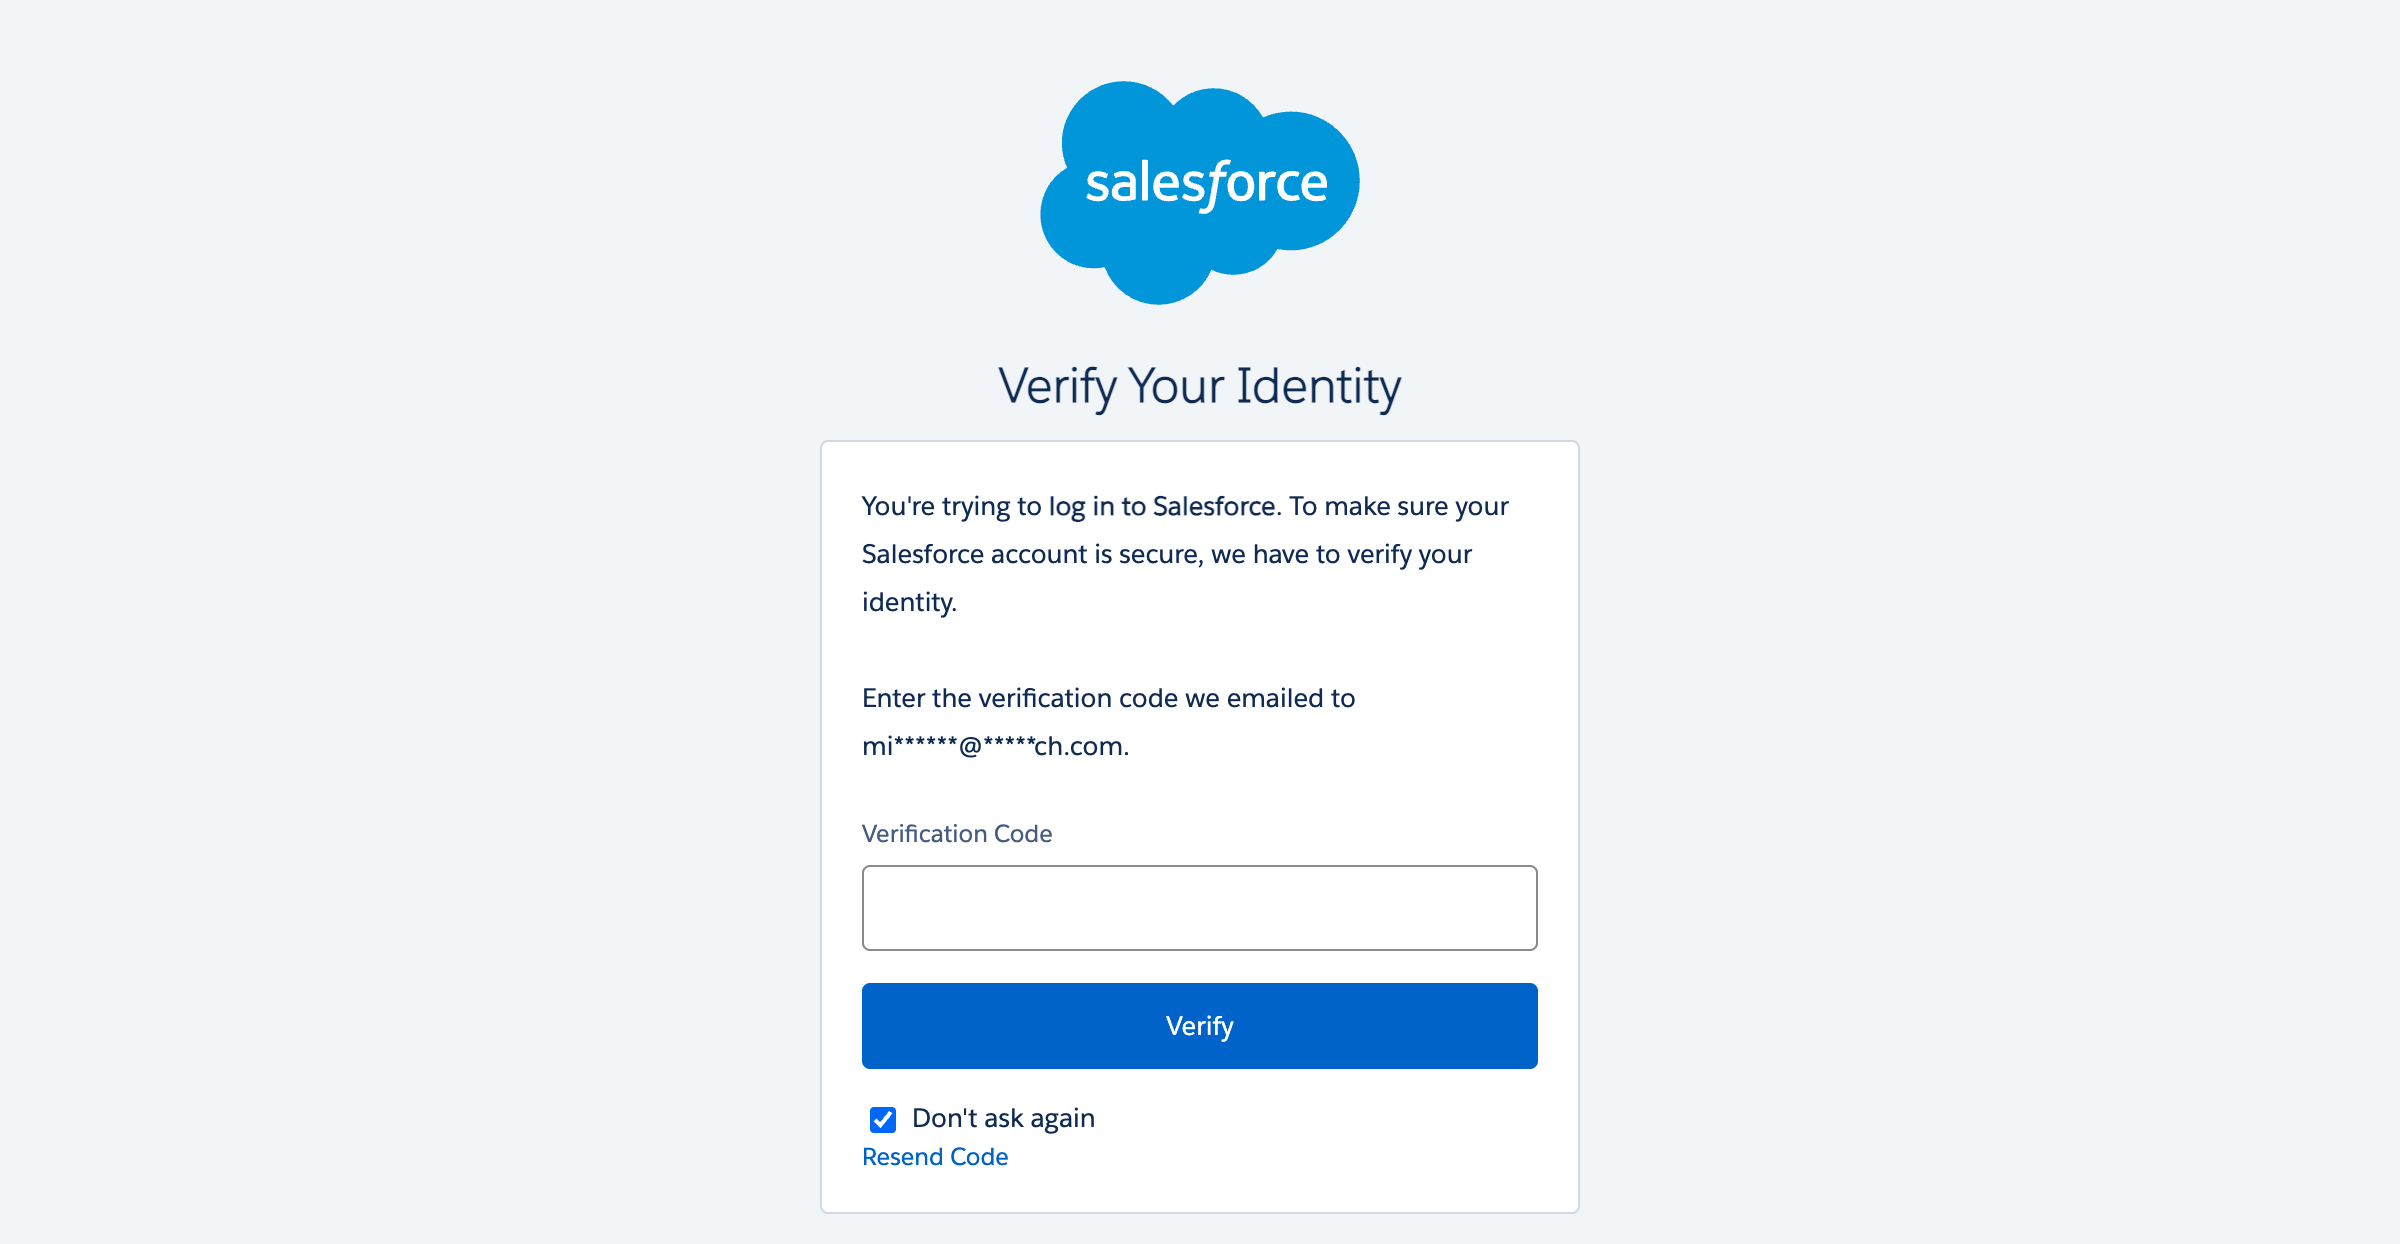 salesforce
Verify Your Identity
You're trying to log in to Salesforce. To make sure your
Salesforce account is secure, we have to verify your
identity.
Enter the verification code we emailed to
mi******@*****ch.com.
Verification Code
Verify
Don't ask again
Resend Code